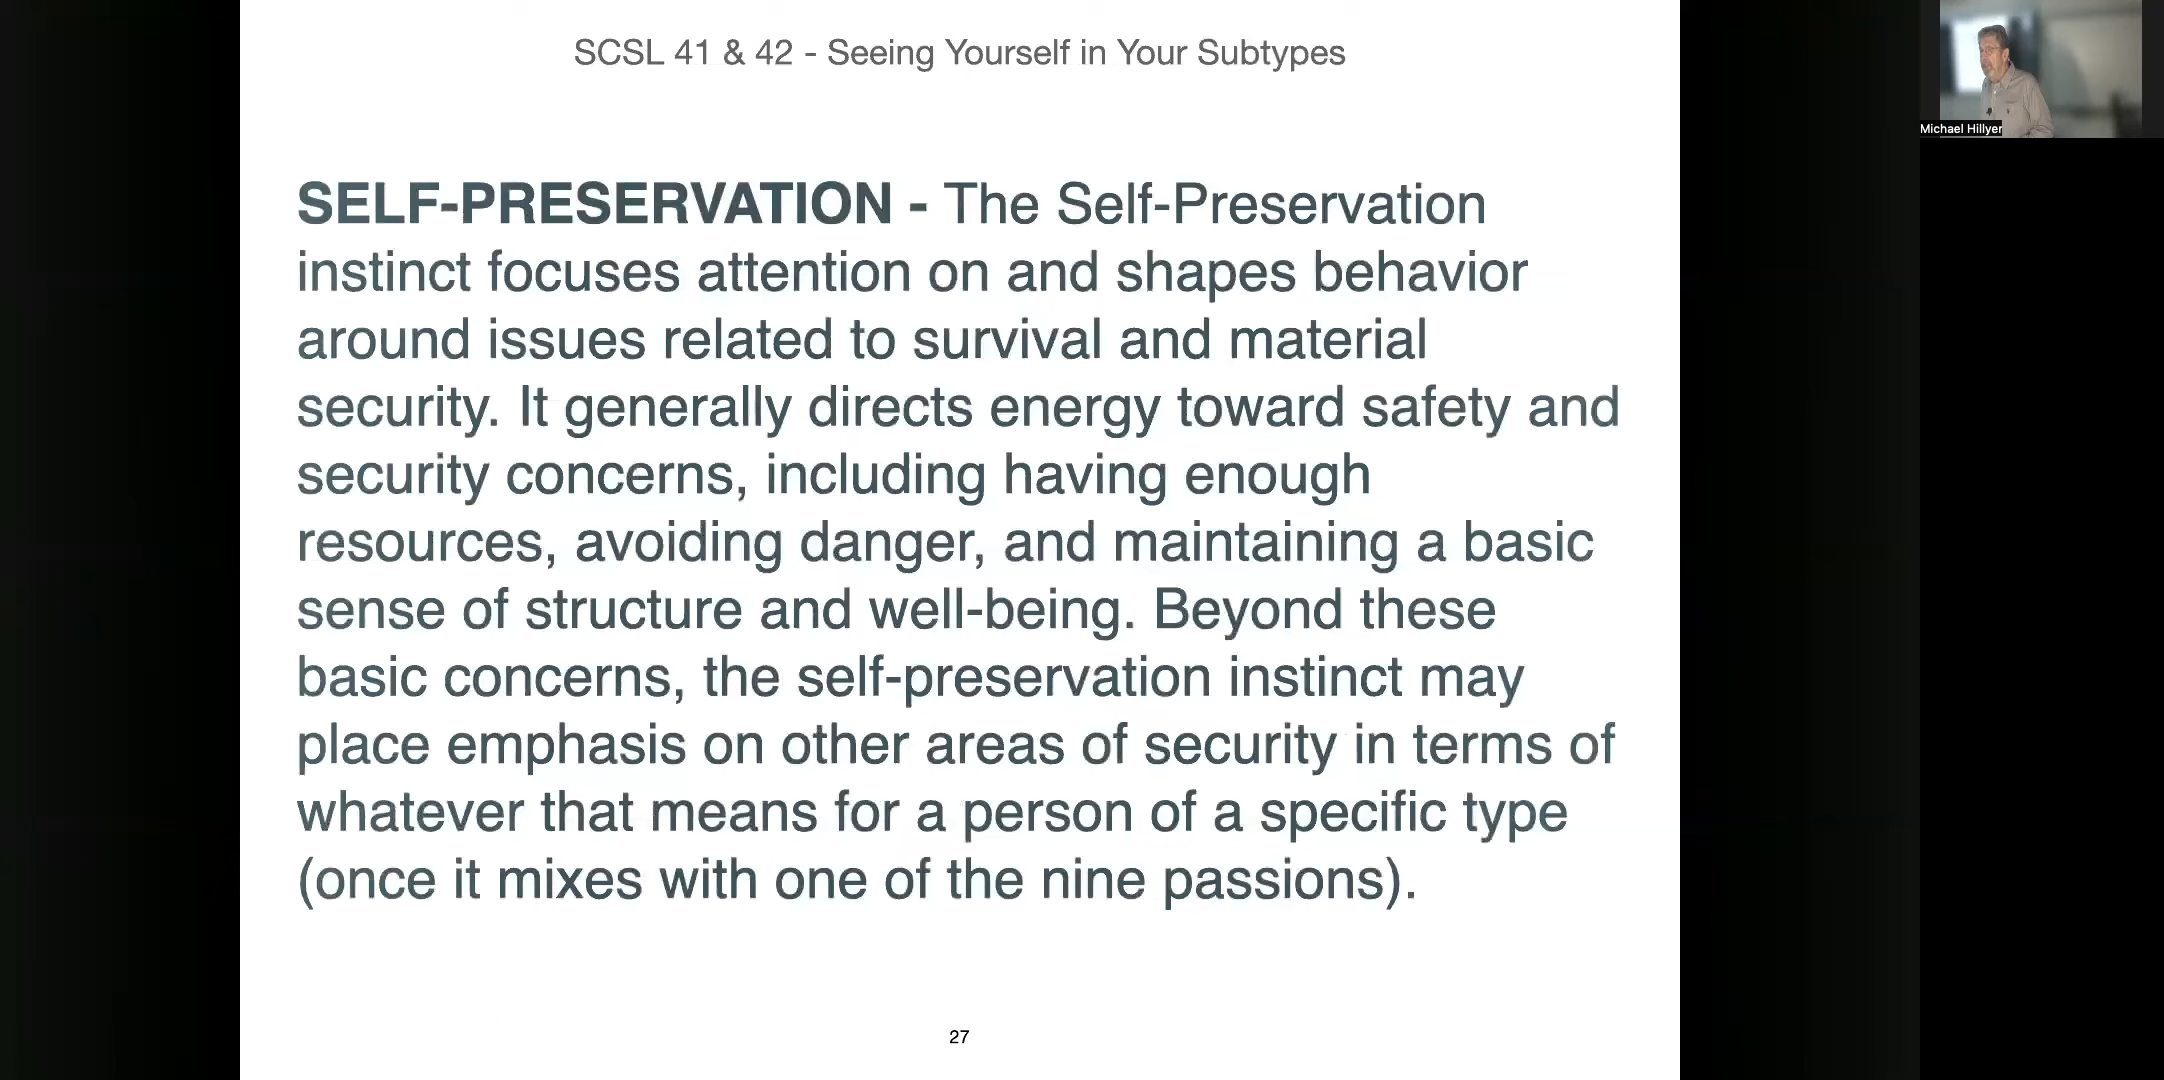 SCSL 41 & 42 - Seeing Yourself in Your Subtypes
SELF-PRESERVATION - The Self-Preservation
instinct focuses attention on and shapes behavior
around issues related to survival and material
security. It generally directs energy toward safety and
security concerns, including having enough
resources, avoiding danger, and maintaining a basic
sense of structure and well-being. Beyond these
basic concerns, the self-preservation instinct may
place emphasis on other areas of security in terms of
whatever that means for a person of a specific type
(once it mixes with one of the nine passions).
27
Michael Hillyer